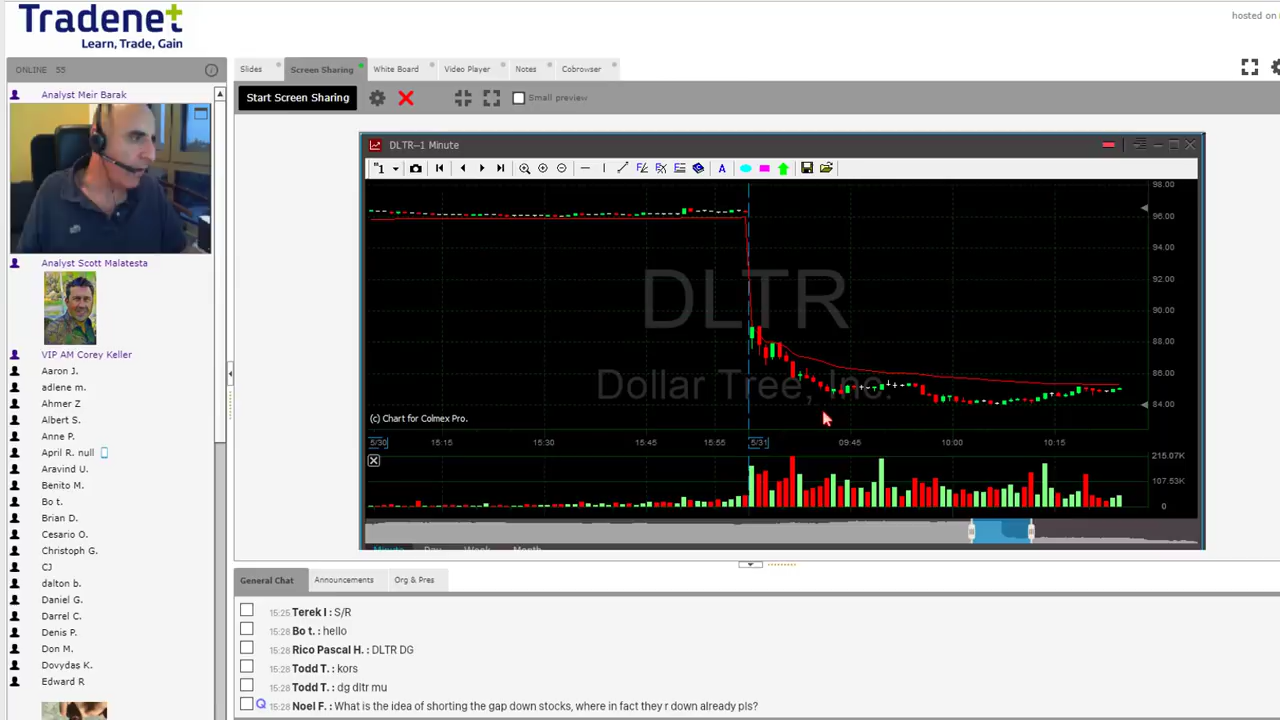 Tradenet
Learn, Trade, Gain
hosted on
ONLINE 55
Analyst Meir Barak
Analyst Scott Malatesta
VIP AM Corey Keller
Aaron J.
adlene m.
Ahmer Z
Albert S.
Anne P.
April R. null
Aravind U.
Benito M.
Bo t.
Brian D.
Cesario O.
Christoph G.
CJ
dalton b.
Daniel G.
Darrel C.
Denis P.
Don M.
Dovydas K.
Edward R
Slides
Screen Sharing
White Board
Video Player
Notes
Cobrowser
Start Screen Sharing
Small preview
DLTR--1 Minute
1
A
98.00
96.00
94.00
92.00
90.00
88.00
86.00
84.00
DLTR
Dollar Tree, Inc.
(c) Chart for Colmex Pro.
5/30 15:15 15:30 15:45 15:55 5/31 09:45 10:00 10:15
215.07K
107.53K
0
Minute Day Week Month
General Chat
Announcements
Org & Pres
15:25 Terek I : S/R
15:28 Bo t. : hello
15:28 Rico Pascal H. : DLTR DG
15:28 Todd T. : kors
15:28 Todd T. : dg dltr mu
Q 15:28 Noel F. : What is the idea of shorting the gap down stocks, where in fact they r down already pls?